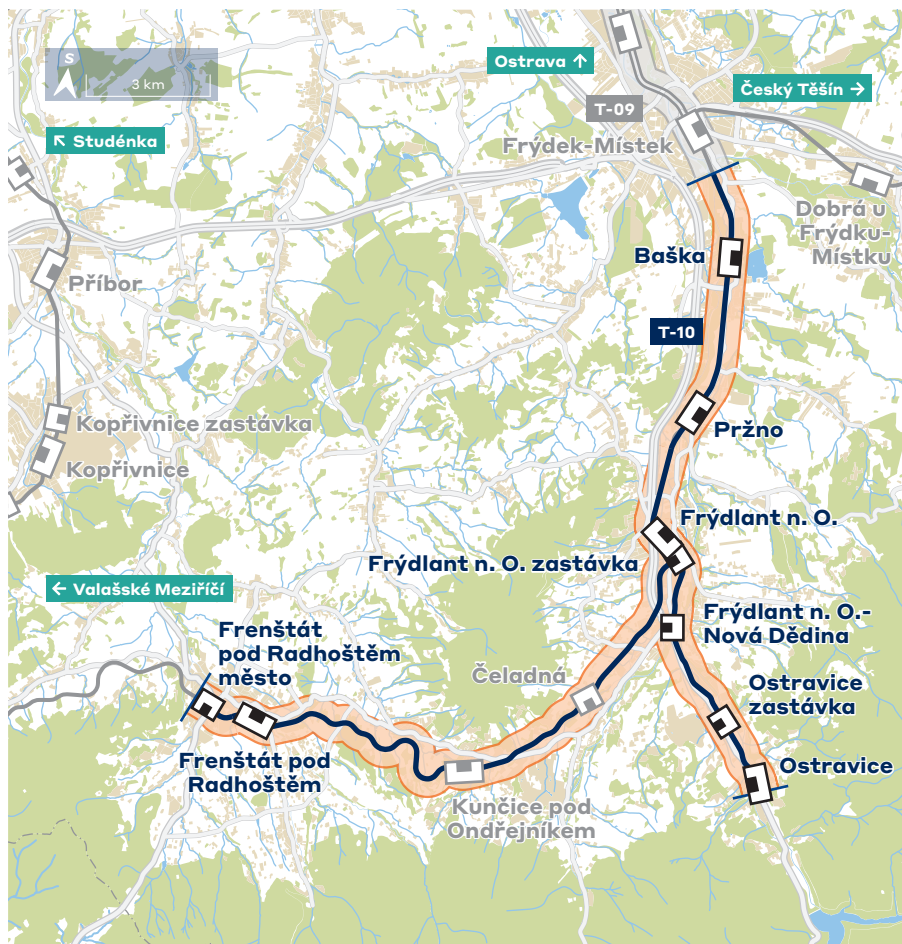 S
3 km
Ostrava ↑
Český Těšín →
T-09
↖ Studénka
Frýdek-Místek
Dobrá u
Frýdku-
Místku
Baška
Příbor
T-10
Kopřivnice zastávka
Pržno
Kopřivnice
Frýdlant n. O.
Frýdlant n. O. zastávka
← Valašské Meziříčí
Frýdlant n. O.-
Nová Dědina
Frenštát
pod Radhoštěm
město
Čeladná
Ostravice
zastávka
Frenštát pod
Radhoštěm
Ostravice
Kunčice pod
Ondřejníkem